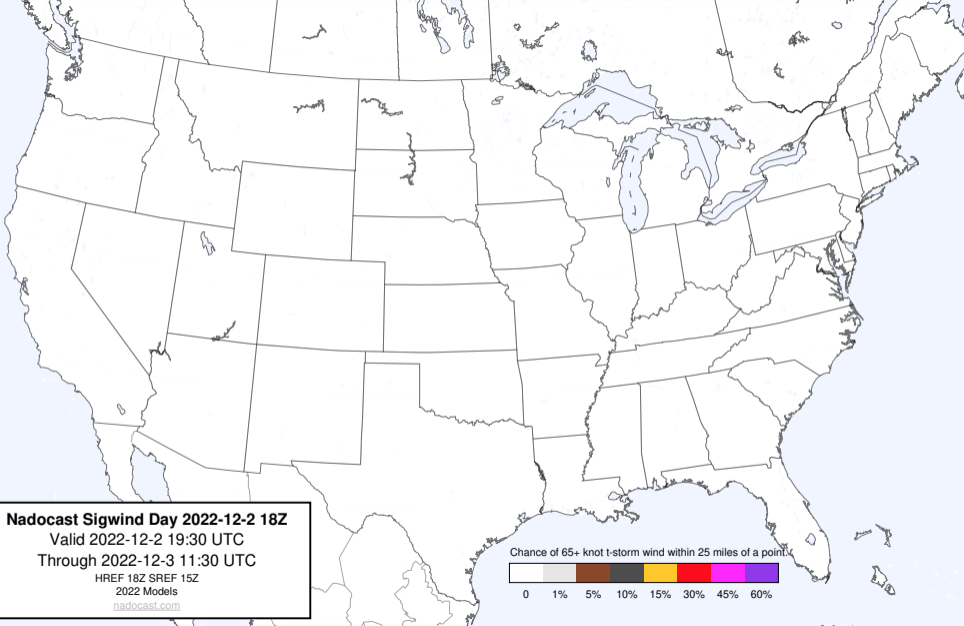 Nadocast Sigwind Day 2022-12-2 18Z
Valid 2022-12-2 19:30 UTC
Through 2022-12-3 11:30 UTC
HREF 18Z SREF 15Z
2022 Models
nadocast.com
Chance of 65+ knot t-storm wind within 25 miles of a point.
0 1% 5% 10% 15% 30% 45% 60%